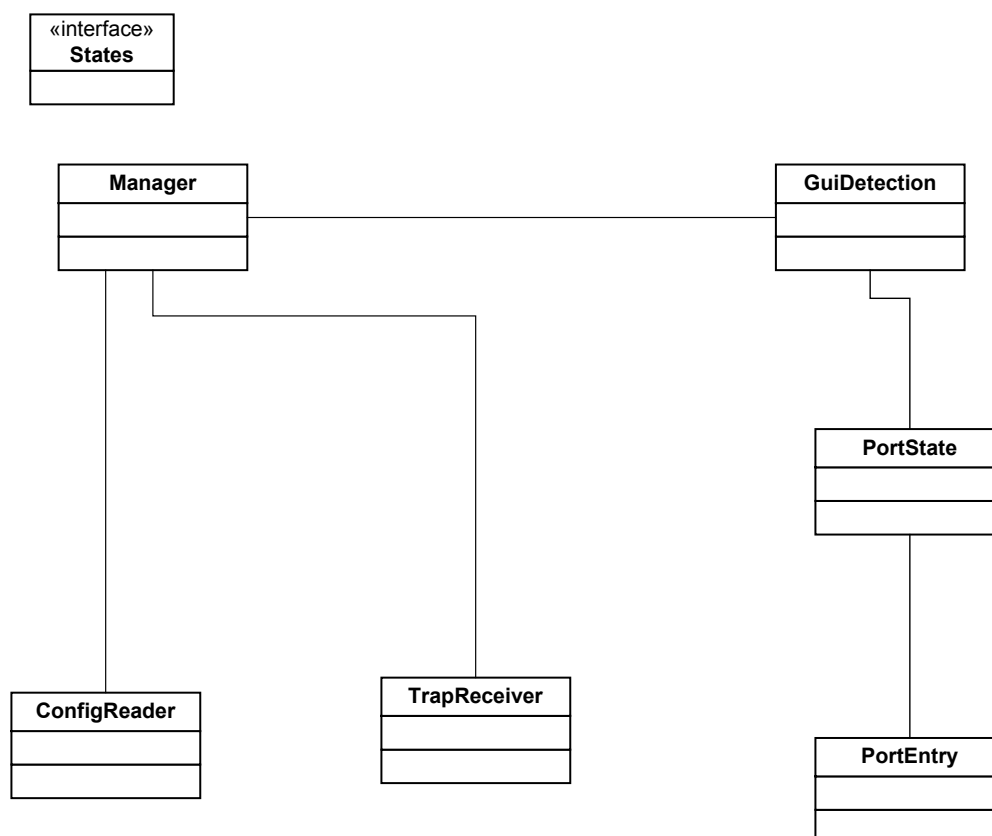 «interface»
States
Manager
GuiDetection
PortState
ConfigReader
TrapReceiver
PortEntry